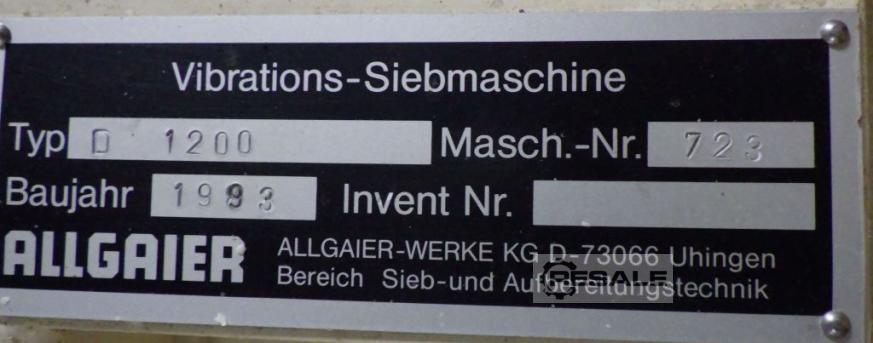 Vibrations-Siebmaschine
Typ D 1200 Masch.-Nr. 723
Baujahr 1993 Invent Nr.
ALLGAIER ALLGAIER-WERKE KG D-73066 Uhingen
Bereich Sieb-und Aufbereitungstechnik
RESALE